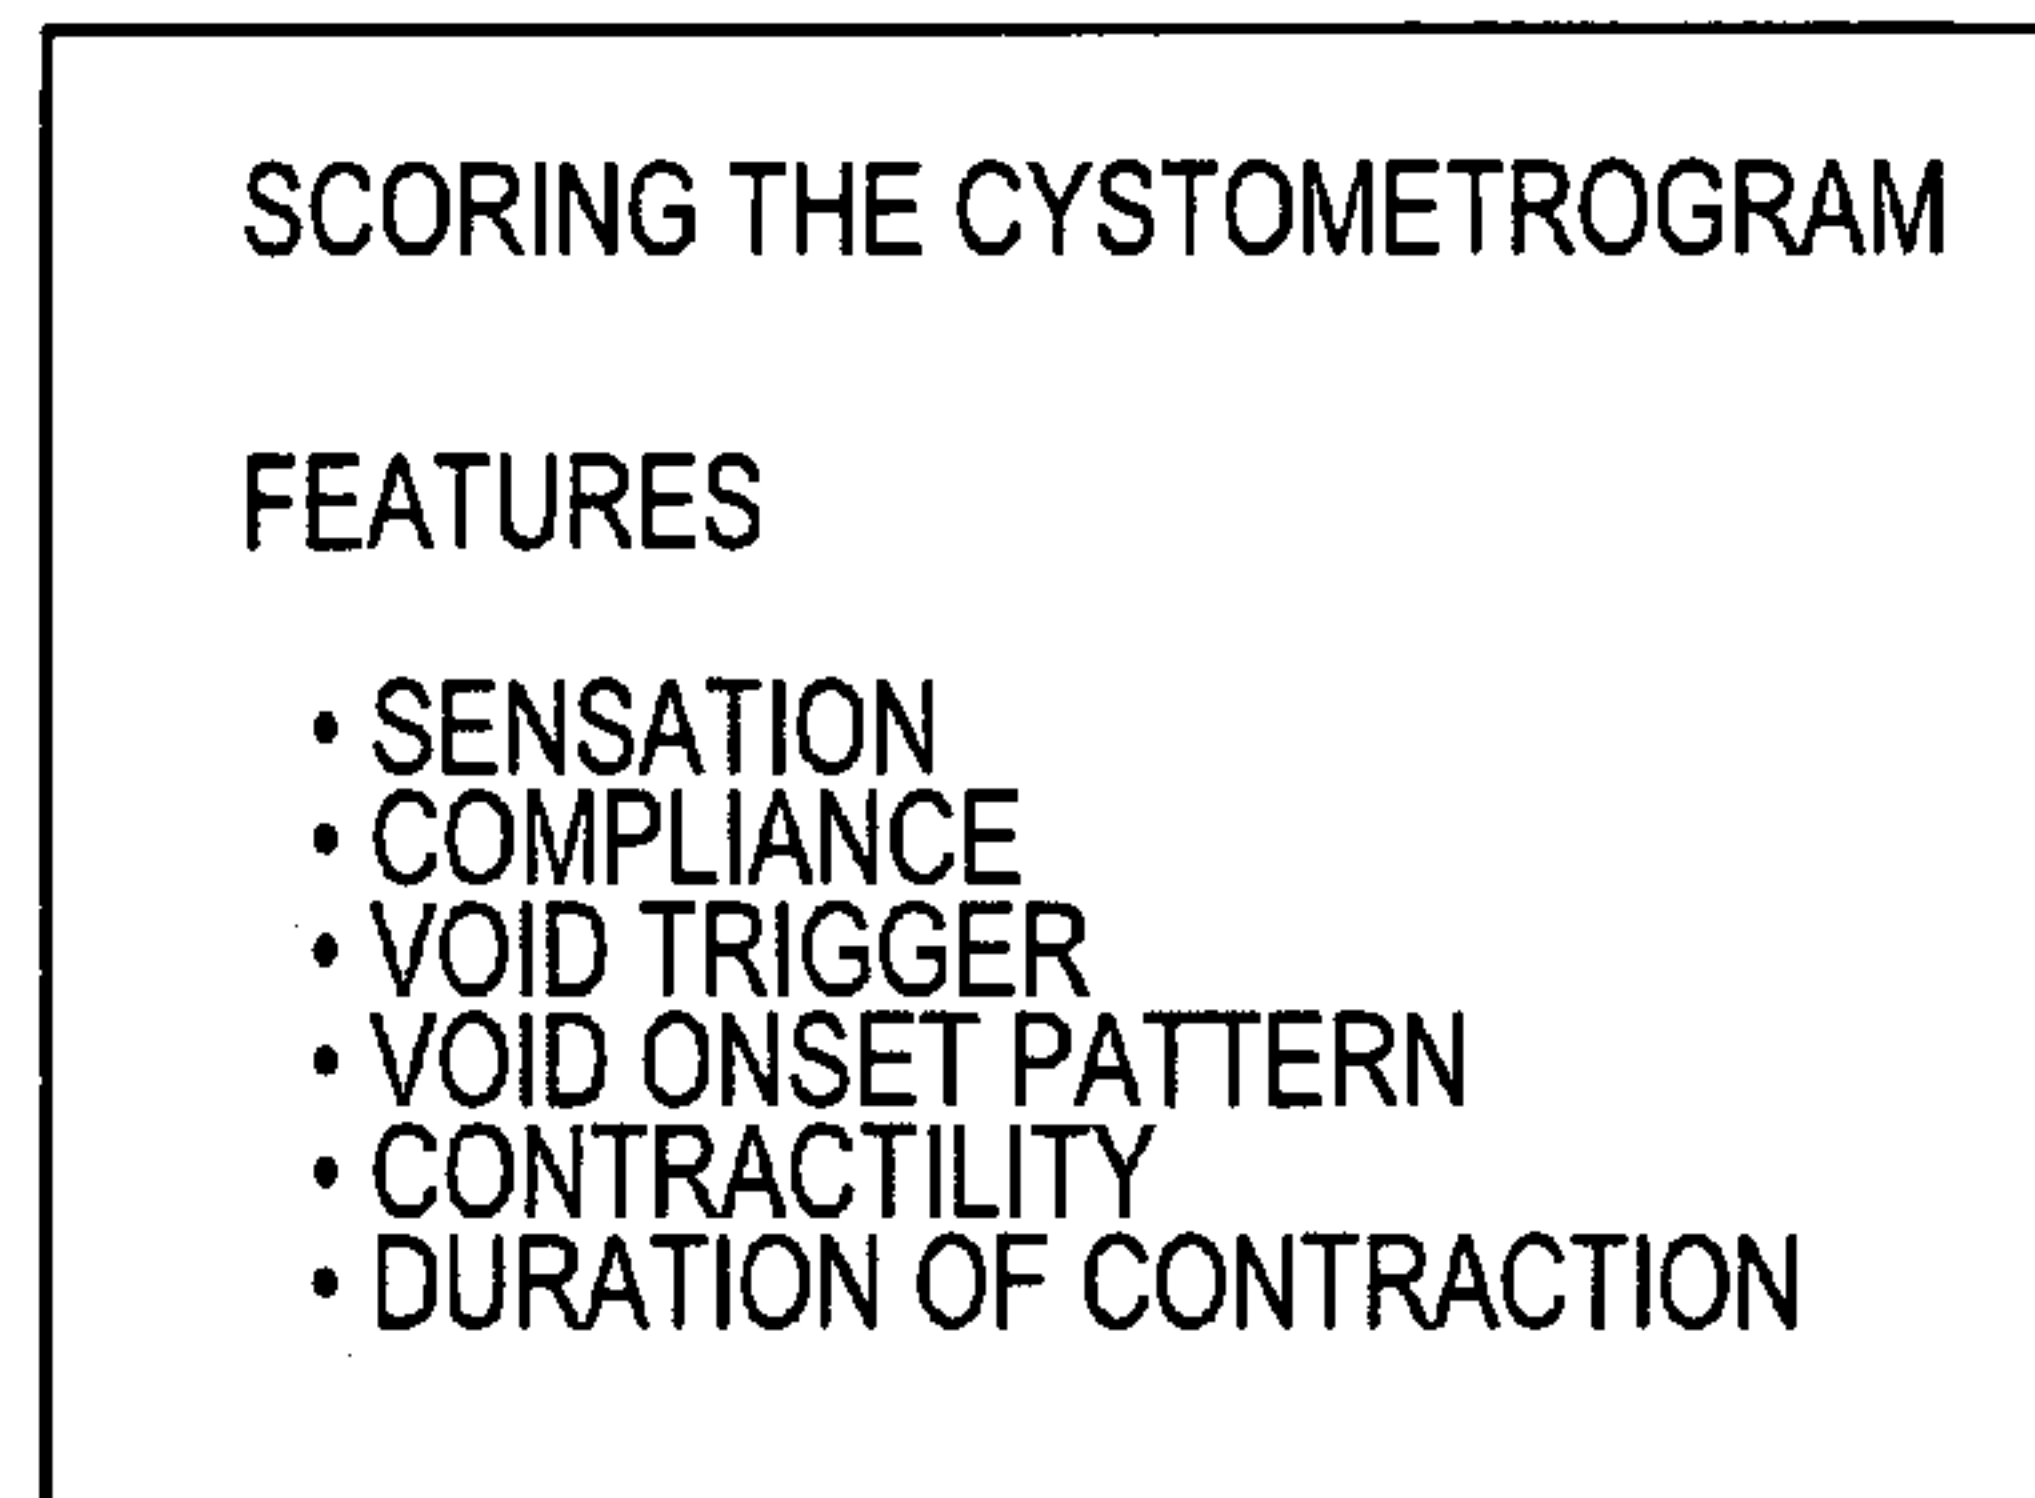 SCORING THE CYSTOMETROGRAM
FEATURES
• SENSATION
• COMPLIANCE
• VOID TRIGGER
• VOID ONSET PATTERN
• CONTRACTILITY
• DURATION OF CONTRACTION